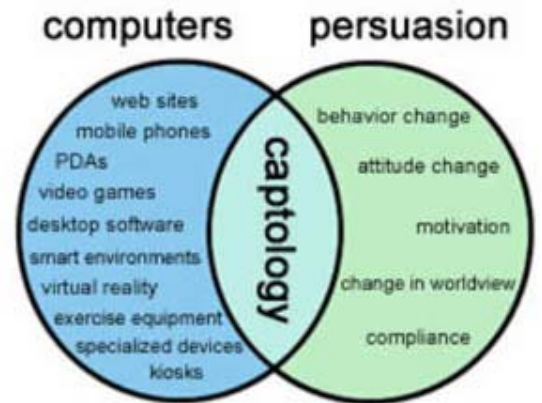 computers
persuasion
web sites
mobile phones
PDAs
video games
desktop software
smart environments
virtual reality
exercise equipment
specialized devices
kiosks
captology
behavior change
attitude change
motivation
change in worldview
compliance